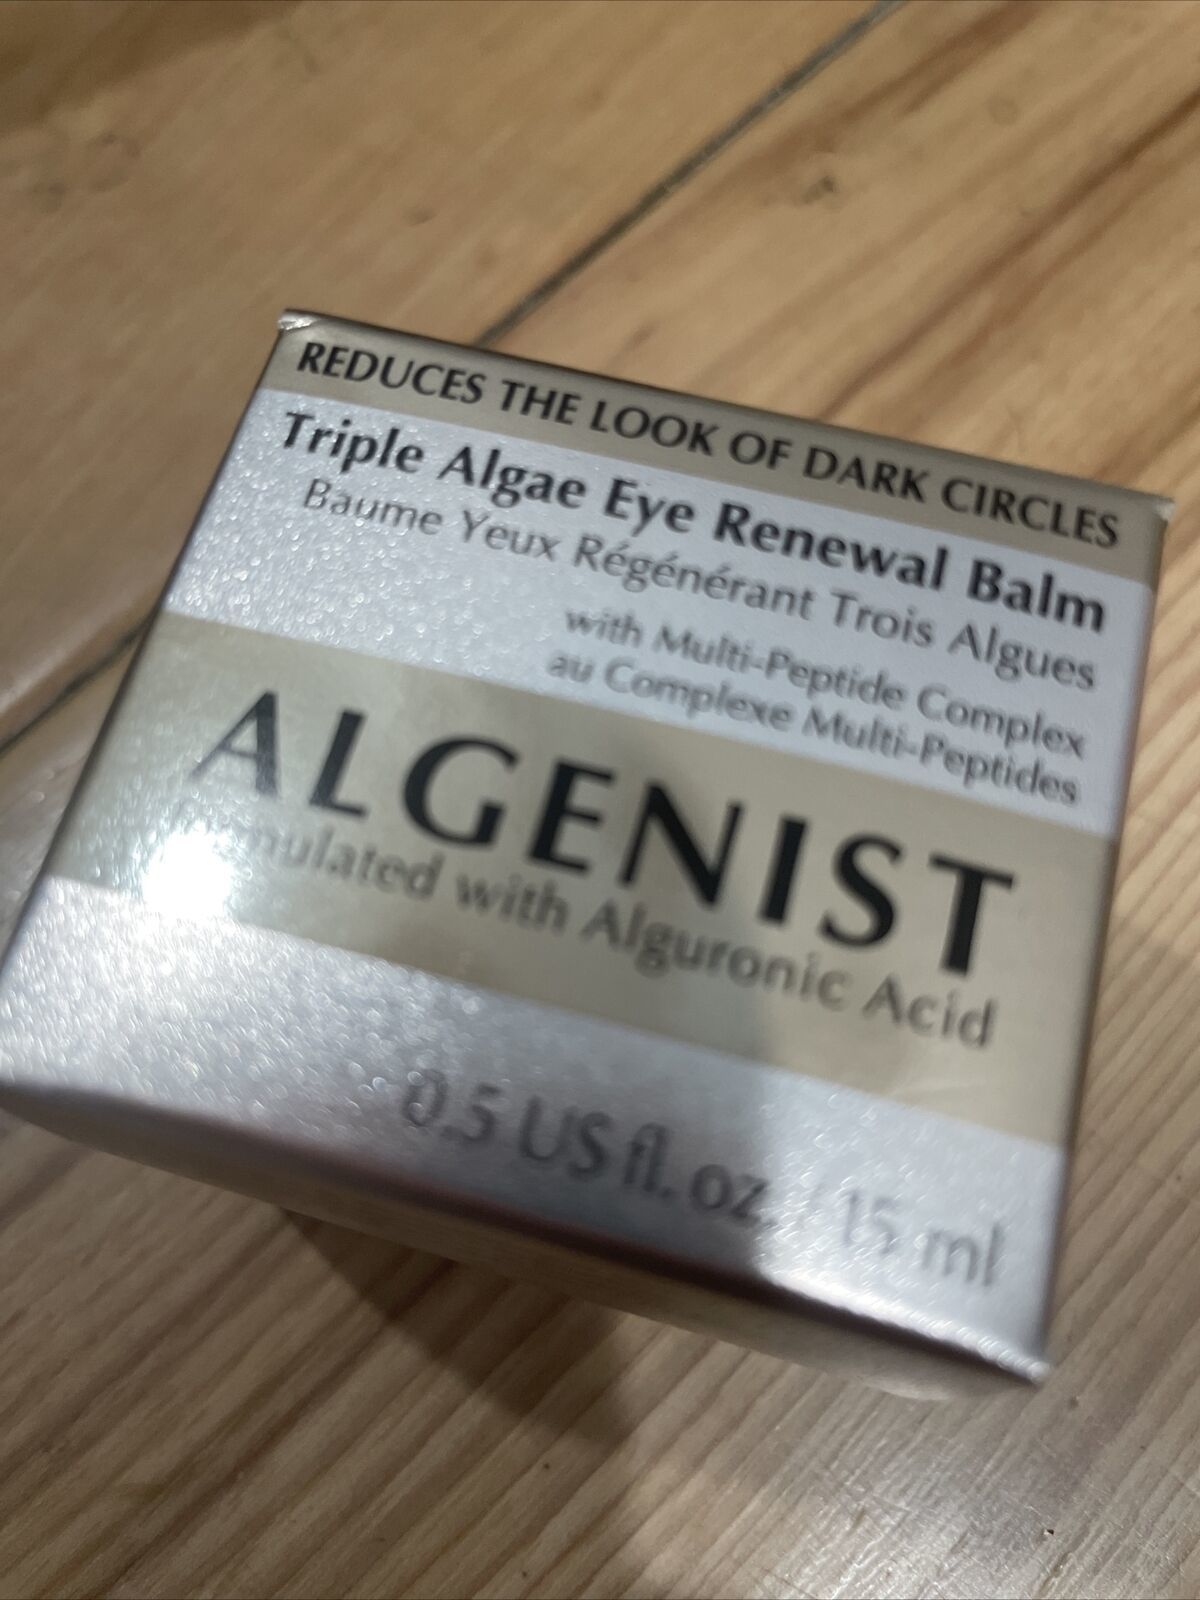 REDUCES THE LOOK OF DARK CIRCLES
Triple Algae Eye Renewal Balm
Baume Yeux Régénérant Trois Algues
with Multi-Peptide Complex
au Complexe Multi-Peptides
ALGENIST
Formulated with Alguronic Acid
0.5 US fl. oz. / 15 ml